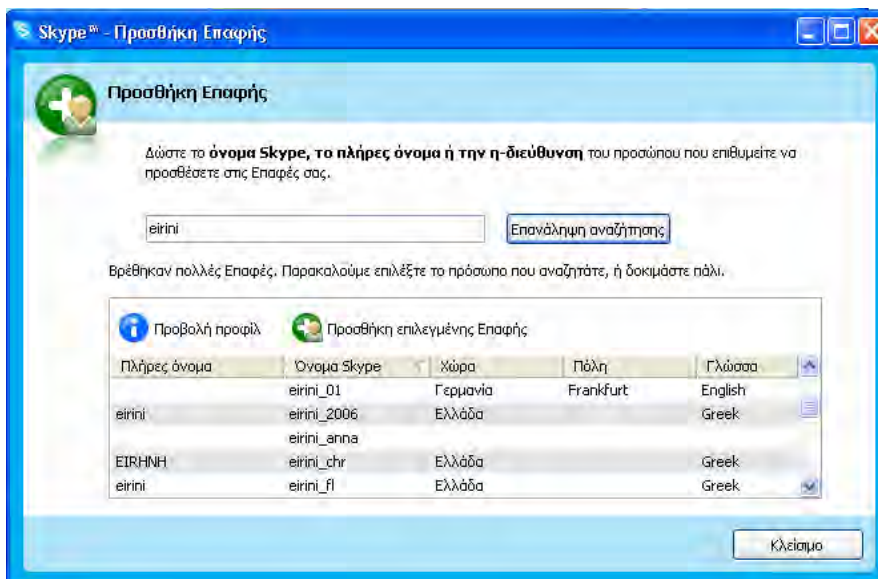 Skype™ - Προσθήκη Επαφής
Προσθήκη Επαφής
Δώστε το όνομα Skype, το πλήρες όνομα ή την η-διεύθυνση του προσώπου που επιθυμείτε να
προσθέσετε στις Επαφές σας.
eirini Επανάληψη αναζήτησης
Βρέθηκαν πολλές Επαφές. Παρακαλούμε επιλέξτε το πρόσωπο που αναζητάτε, ή δοκιμάστε πάλι.
Προβολή προφίλ Προσθήκη επιλεγμένης Επαφής
Πλήρες όνομα Όνομα Skype Χώρα Πόλη Γλώσσα
eirini_01 Γερμανία Frankfurt English
eirini eirini_2006 Ελλάδα Greek
eirini_anna
EIRHNH eirini_chr Ελλάδα Greek
eirini eirini_fl Ελλάδα Greek
Κλείσιμο